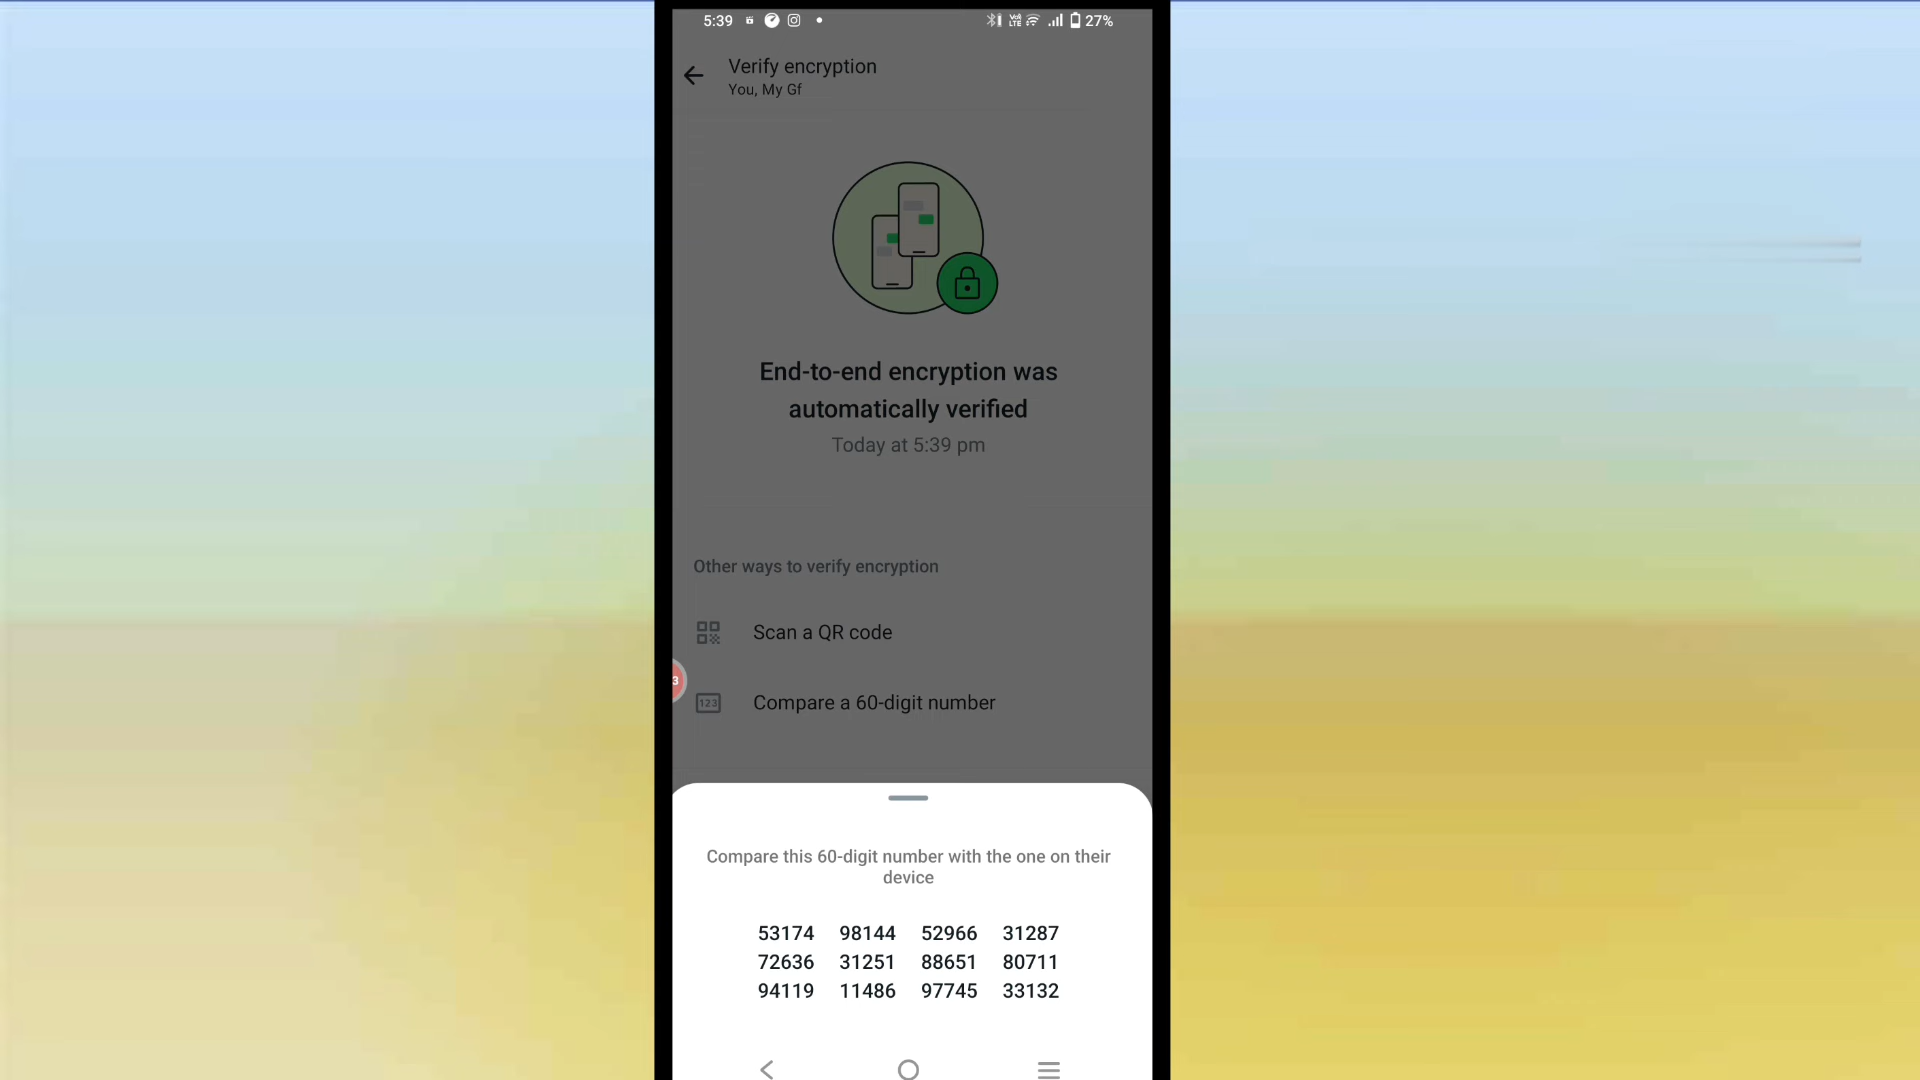 5:39 27%
Verify encryption
You, My Gf
End-to-end encryption was
automatically verified
Today at 5:39 pm
Other ways to verify encryption
Scan a QR code
3
123 Compare a 60-digit number
Compare this 60-digit number with the one on their
device
53174 98144 52966 31287
72636 31251 88651 80711
94119 11486 97745 33132